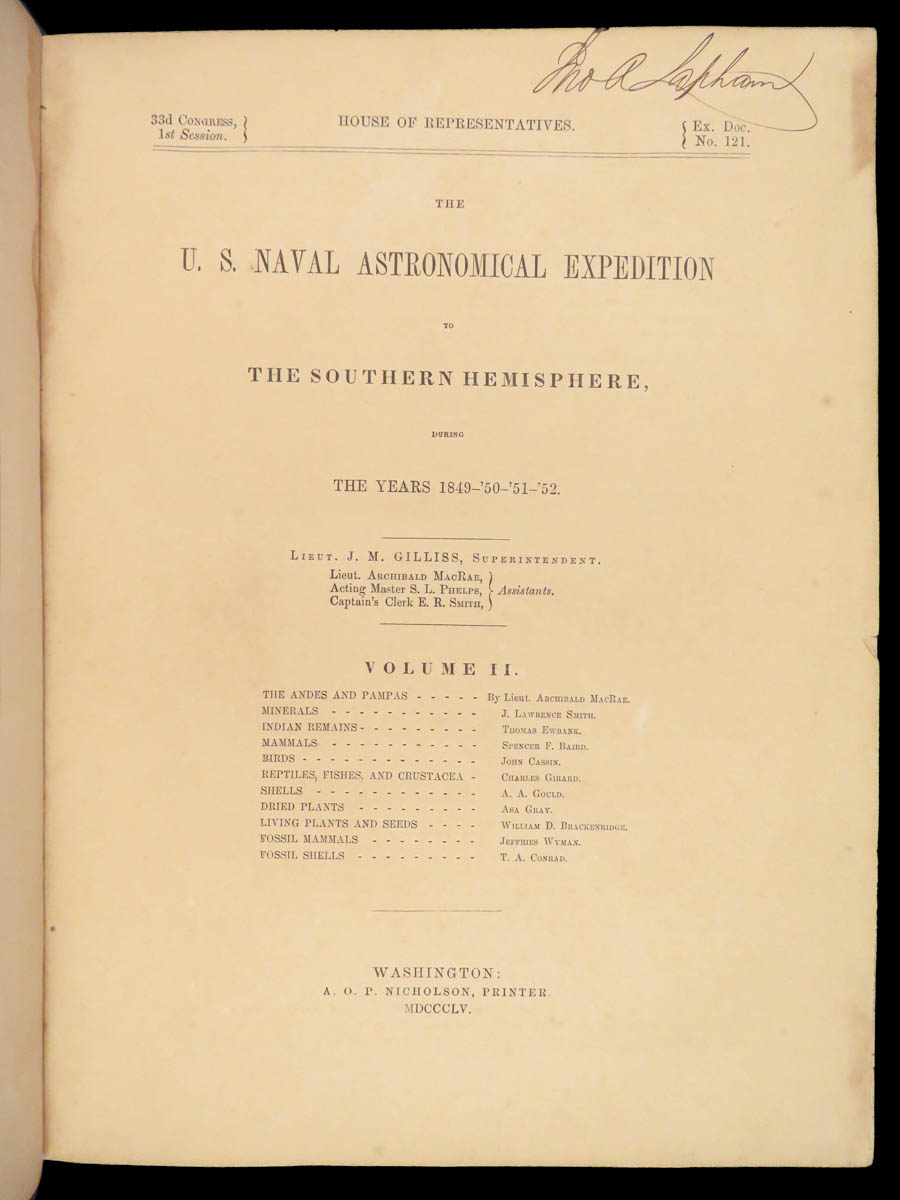 Jno A Lapham
33d Congress,
1st Session.
HOUSE OF REPRESENTATIVES.
Ex. Doc.
No. 121.
THE
U. S. NAVAL ASTRONOMICAL EXPEDITION
TO
THE SOUTHERN HEMISPHERE,
DURING
THE YEARS 1849-'50-'51-'52.
Lieut. J. M. GILLISS, Superintendent.
Lieut. Archibald MacRae,
Acting Master S. L. Phelps,
Captain's Clerk E. R. Smith,
Assistants.
VOLUME II.
THE ANDES AND PAMPAS - - - - - By Lieut. Archibald MacRae.
MINERALS - - - - - - - - - - - J. Lawrence Smith.
INDIAN REMAINS - - - - - - - - - Thomas Ewbank.
MAMMALS - - - - - - - - - - - Spencer F. Baird.
BIRDS - - - - - - - - - - - - - John Cassin.
REPTILES, FISHES, AND CRUSTACEA - Charles Girard.
SHELLS - - - - - - - - - - - - A. A. Gould.
DRIED PLANTS - - - - - - - - - Asa Gray.
LIVING PLANTS AND SEEDS - - - - William D. Brackenridge.
FOSSIL MAMMALS - - - - - - - - Jeffries Wyman.
FOSSIL SHELLS - - - - - - - - - T. A. Conrad.
WASHINGTON:
A. O. P. NICHOLSON, PRINTER.
MDCCCLV.